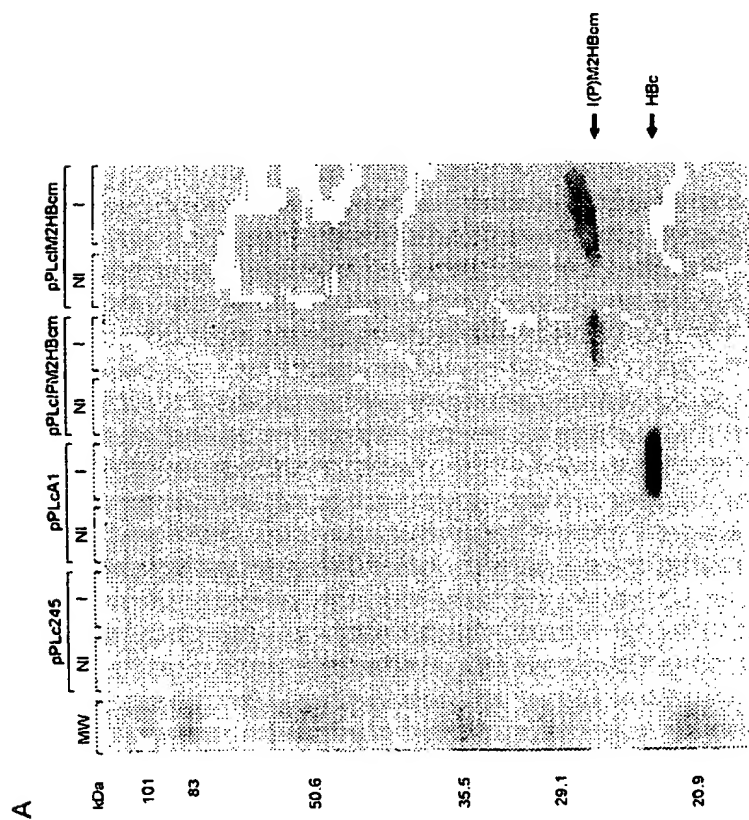 A
pPLc245 pPLcA1 pPLcIPM2HBcm pPLcIM2HBcm
MW NI I NI I NI I NI I
kDa
101
83
50.6
35.5
29.1
20.9
I(P)M2HBcm
HBc